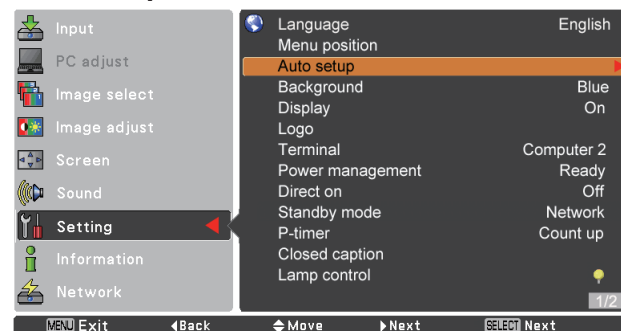 Input
PC adjust
Image select
Image adjust
Screen
Sound
Setting
Information
Network
Language English
Menu position
Auto setup
Background Blue
Display On
Logo
Terminal Computer 2
Power management Ready
Direct on Off
Standby mode Network
P-timer Count up
Closed caption
Lamp control
1/2
MENU Exit Back Move Next SELECT Next